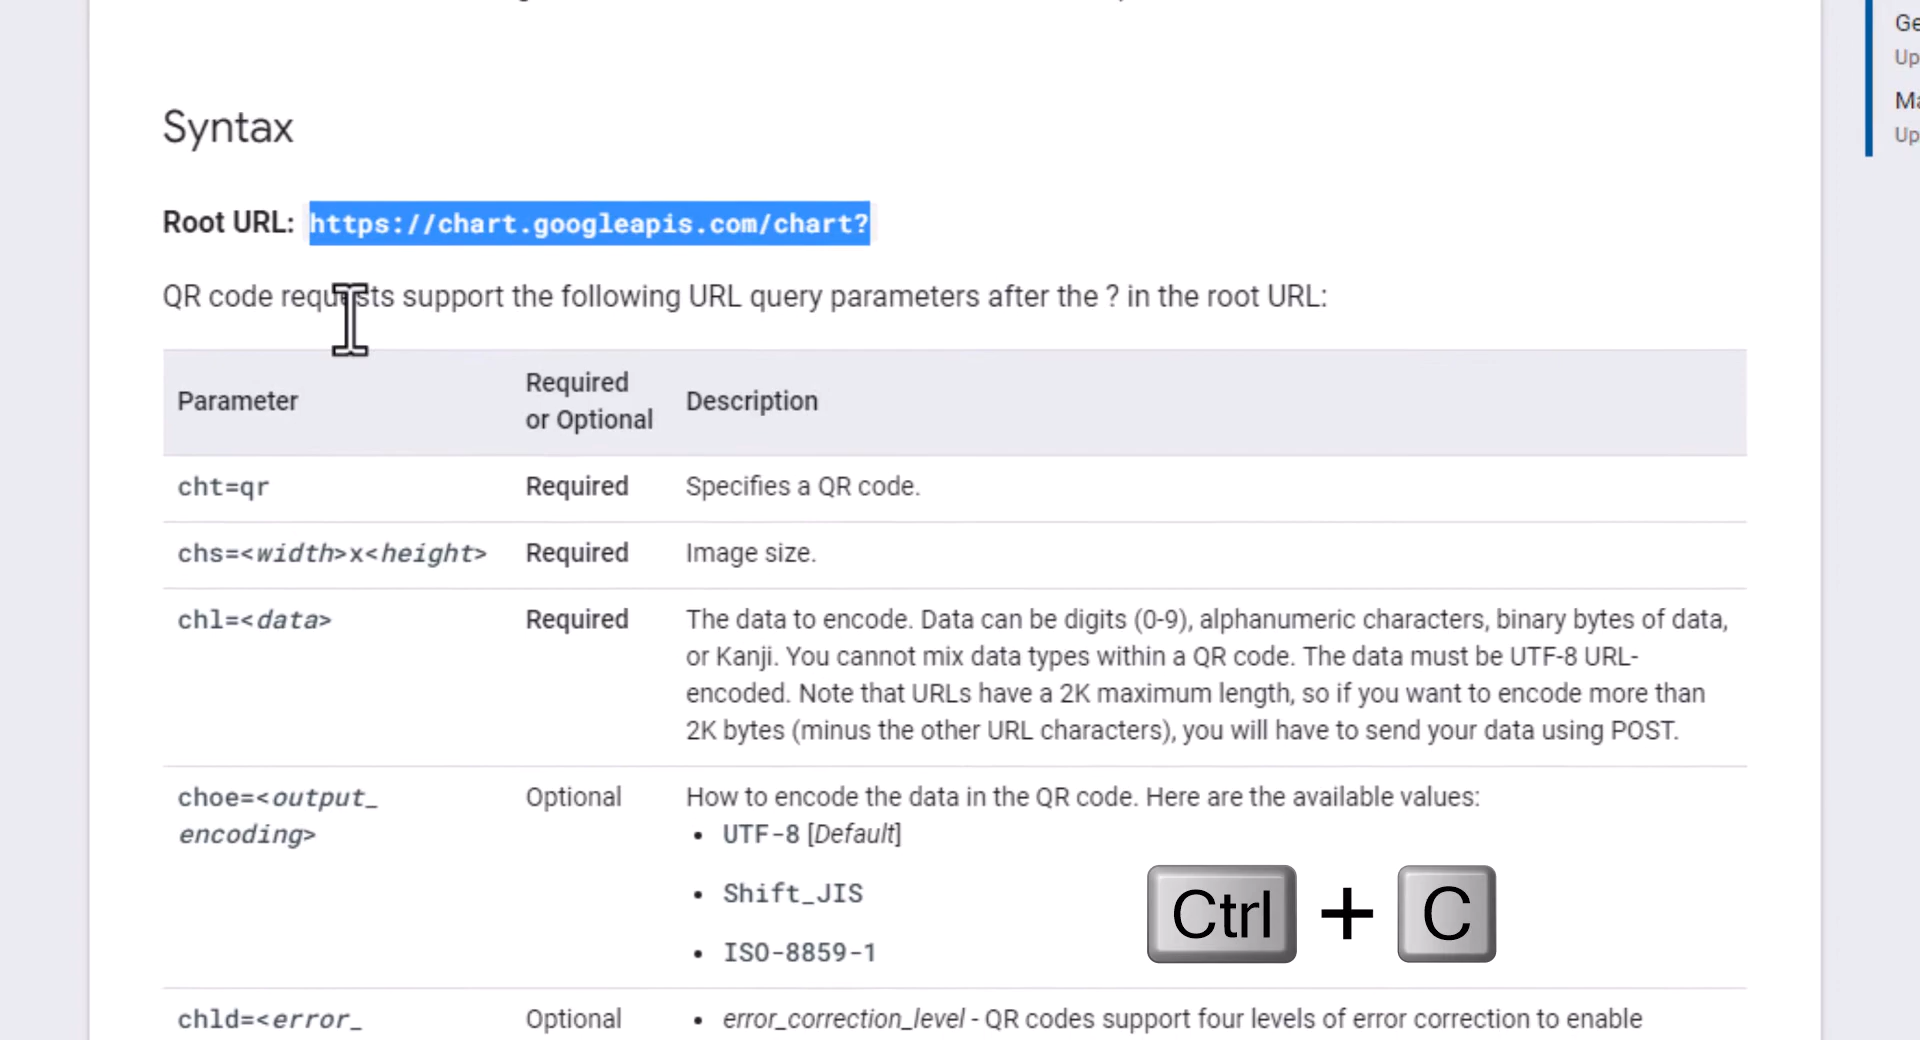 Syntax
Root URL: https://chart.googleapis.com/chart?
QR code requests support the following URL query parameters after the ? in the root URL:
Parameter
Required
or Optional
Description
cht=qr
Required
Specifies a QR code.
chs=<width>x<height>
Required
Image size.
chl=<data>
Required
The data to encode. Data can be digits (0-9), alphanumeric characters, binary bytes of data,
or Kanji. You cannot mix data types within a QR code. The data must be UTF-8 URL-
encoded. Note that URLs have a 2K maximum length, so if you want to encode more than
2K bytes (minus the other URL characters), you will have to send your data using POST.
choe=<output_
encoding>
Optional
How to encode the data in the QR code. Here are the available values:
• UTF-8 [Default]
• Shift_JIS
• ISO-8859-1
chld=<error_
Optional
• error_correction_level - QR codes support four levels of error correction to enable
Ctrl + C
Ge
Up
Ma
Up